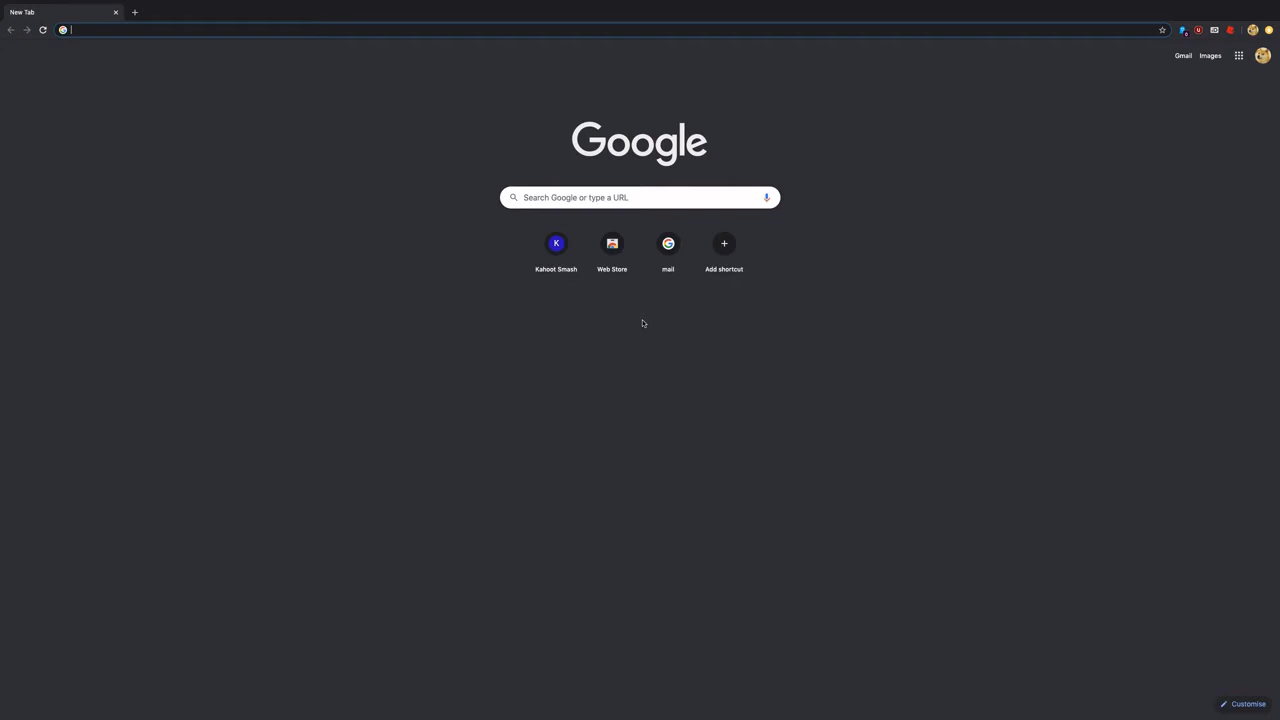 New Tab
Gmail Images
Google
Search Google or type a URL
K
Kahoot Smash Web Store mail Add shortcut
Customise